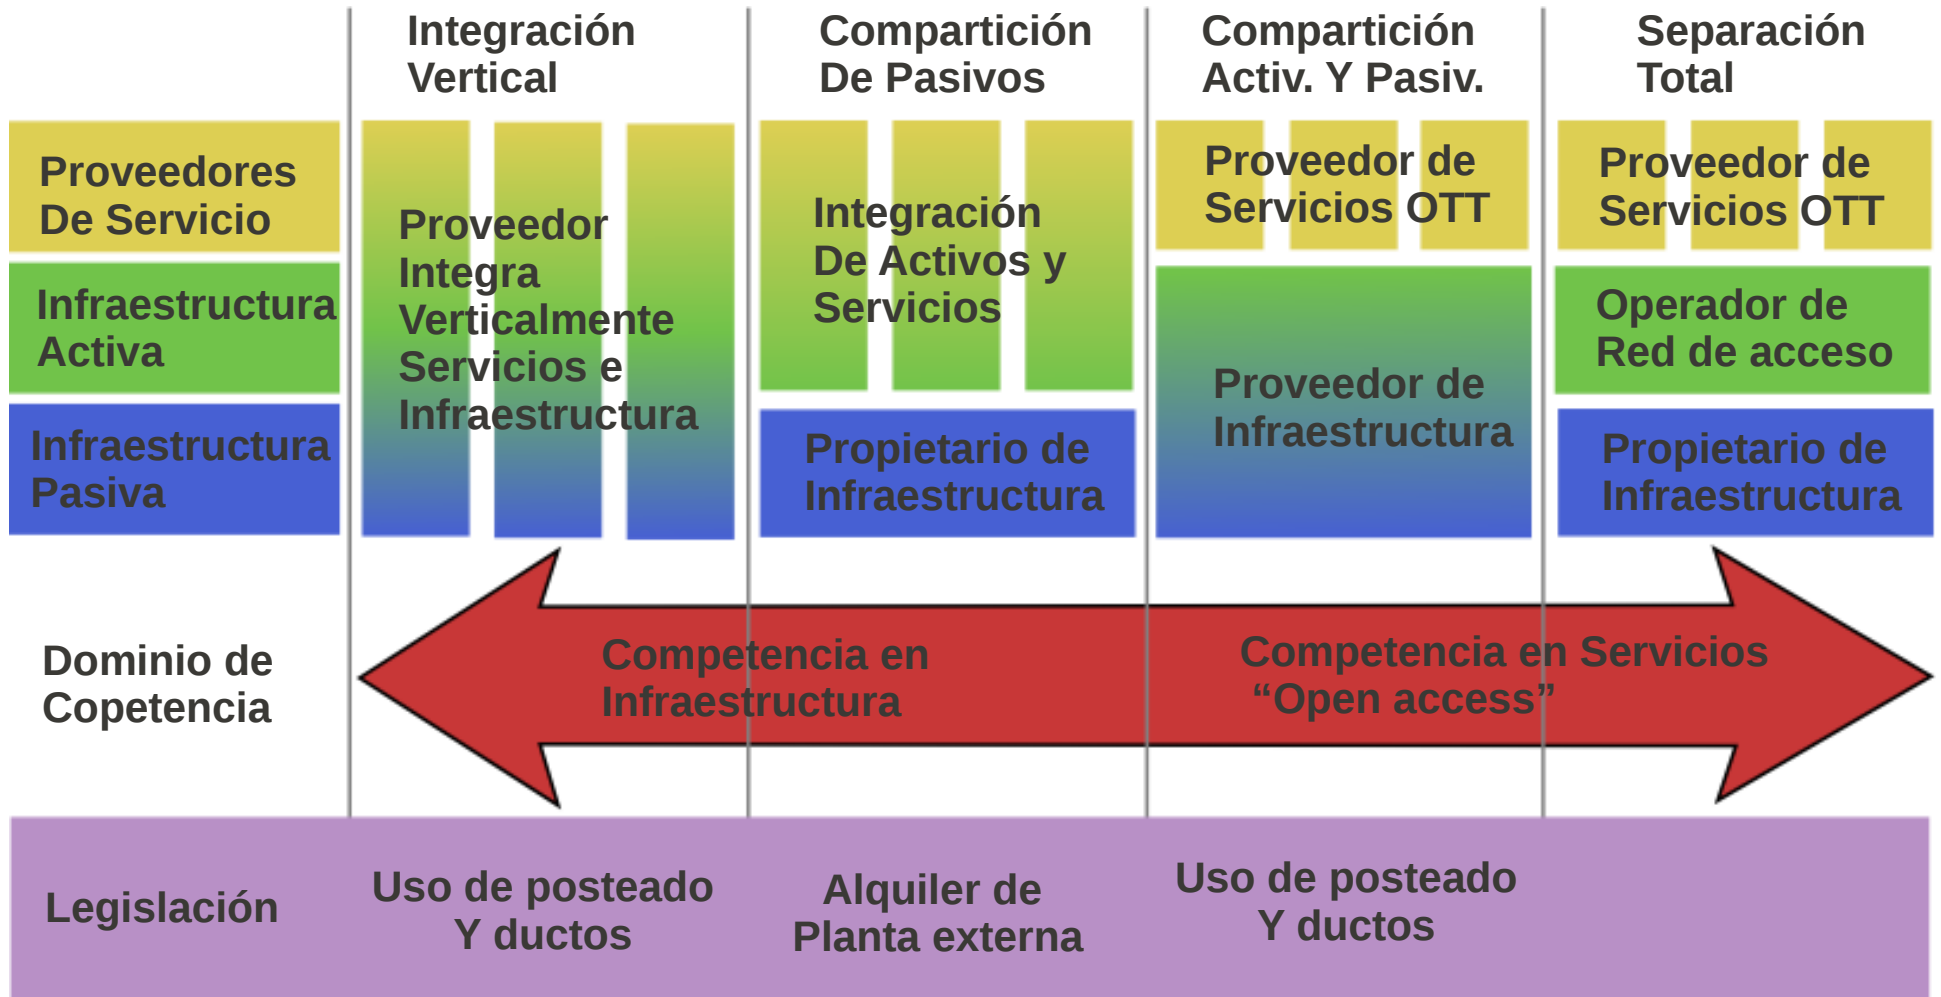 Integración
Vertical
Compartición
De Pasivos
Compartición
Activ. Y Pasiv.
Separación
Total
Proveedores
De Servicio
Infraestructura
Activa
Infraestructura
Pasiva
Proveedor
Integra
Verticalmente
Servicios e
Infraestructura
Integración
De Activos y
Servicios
Propietario de
Infraestructura
Proveedor de
Servicios OTT
Proveedor de
Infraestructura
Proveedor de
Servicios OTT
Operador de
Red de acceso
Propietario de
Infraestructura
Dominio de
Copetencia
Competencia en
Infraestructura
Competencia en Servicios
“Open access”
Legislación
Uso de posteado
Y ductos
Alquiler de
Planta externa
Uso de posteado
Y ductos